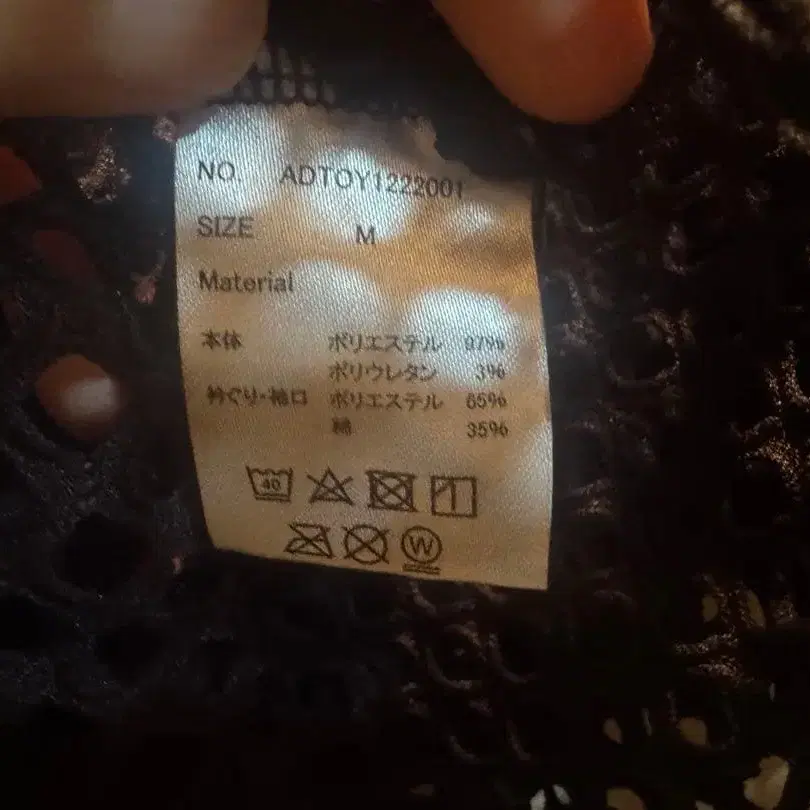 NO. ADTOY1222001
SIZE M
Material
本体 ポリエステル 97%
ポリウレタン 3%
衿ぐり・袖口 ポリエステル 65%
綿 35%
40
W